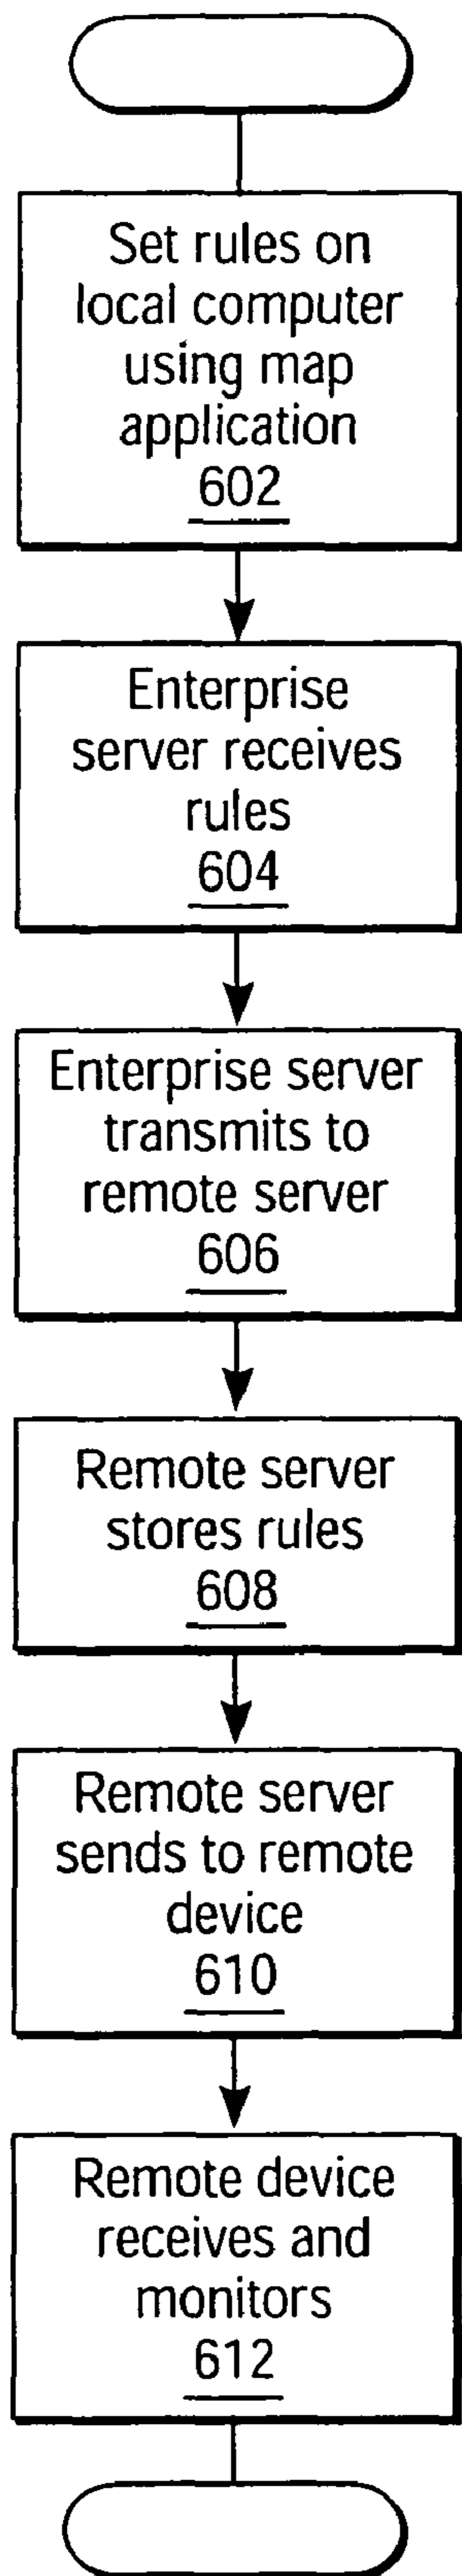 Set rules on
local computer
using map
application
602
Enterprise
server receives
rules
604
Enterprise server
transmits to
remote server
606
Remote server
stores rules
608
Remote server
sends to remote
device
610
Remote device
receives and
monitors
612